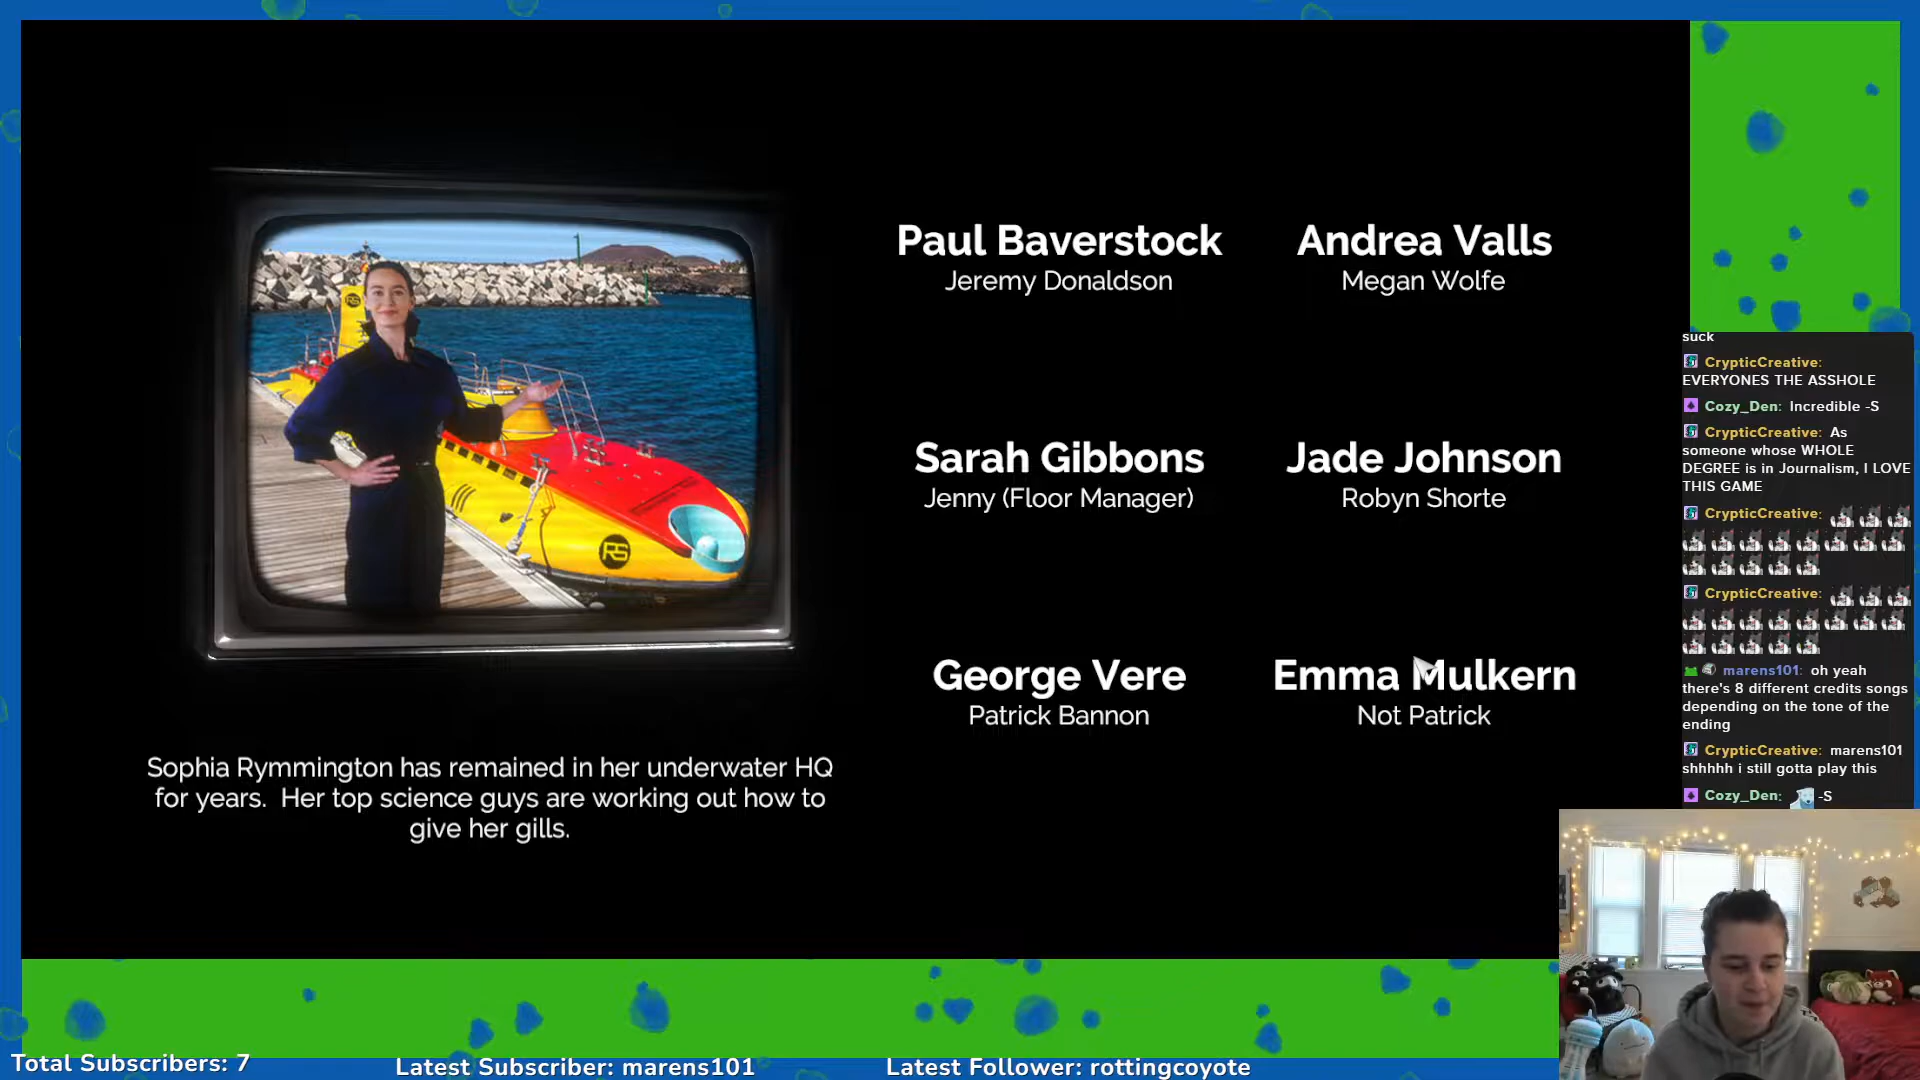 Paul Baverstock
Jeremy Donaldson
Andrea Valls
Megan Wolfe
Sarah Gibbons
Jenny (Floor Manager)
Jade Johnson
Robyn Shorte
George Vere
Patrick Bannon
Emma Mulkern
Not Patrick
RS
RS
Sophia Rymmington has remained in her underwater HQ
for years.  Her top science guys are working out how to
give her gills.
suck
CrypticCreative:
EVERYONES THE ASSHOLE
Cozy_Den: Incredible -S
CrypticCreative: As
someone whose WHOLE
DEGREE is in Journalism, I LOVE
THIS GAME
CrypticCreative:
CrypticCreative:
marens101: oh yeah
there's 8 different credits songs
depending on the tone of the
ending
CrypticCreative: marens101
shhhhh i still gotta play this
Cozy_Den: -S
Total Subscribers: 7
Latest Subscriber: marens101
Latest Follower: rottingcoyote